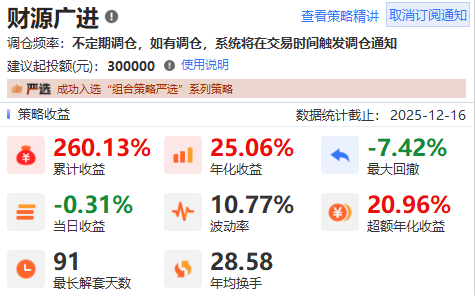 财源广进
查看策略精讲
取消订阅通知
调仓频率：不定期调仓，如有调仓，系统将在交易时间触发调仓通知
建议起投额(元)：300000 使用说明
严选 成功入选“组合策略严选”系列策略
策略收益 数据统计截止： 2025-12-16
260.13% 25.06% -7.42%
累计收益 年化收益 最大回撤
-0.31% 10.77% 20.96%
当日收益 波动率 超额年化收益
91 28.58
最长解套天数 年均换手